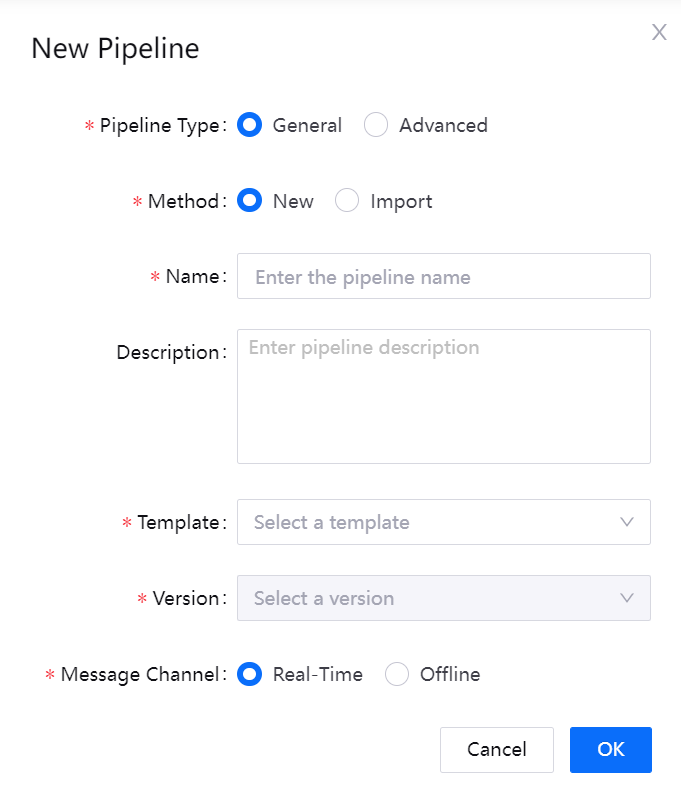 New Pipeline
X
* Pipeline Type: General Advanced
* Method: New Import
* Name: Enter the pipeline name
Description: Enter pipeline description
* Template: Select a template
* Version: Select a version
* Message Channel: Real-Time Offline
Cancel OK